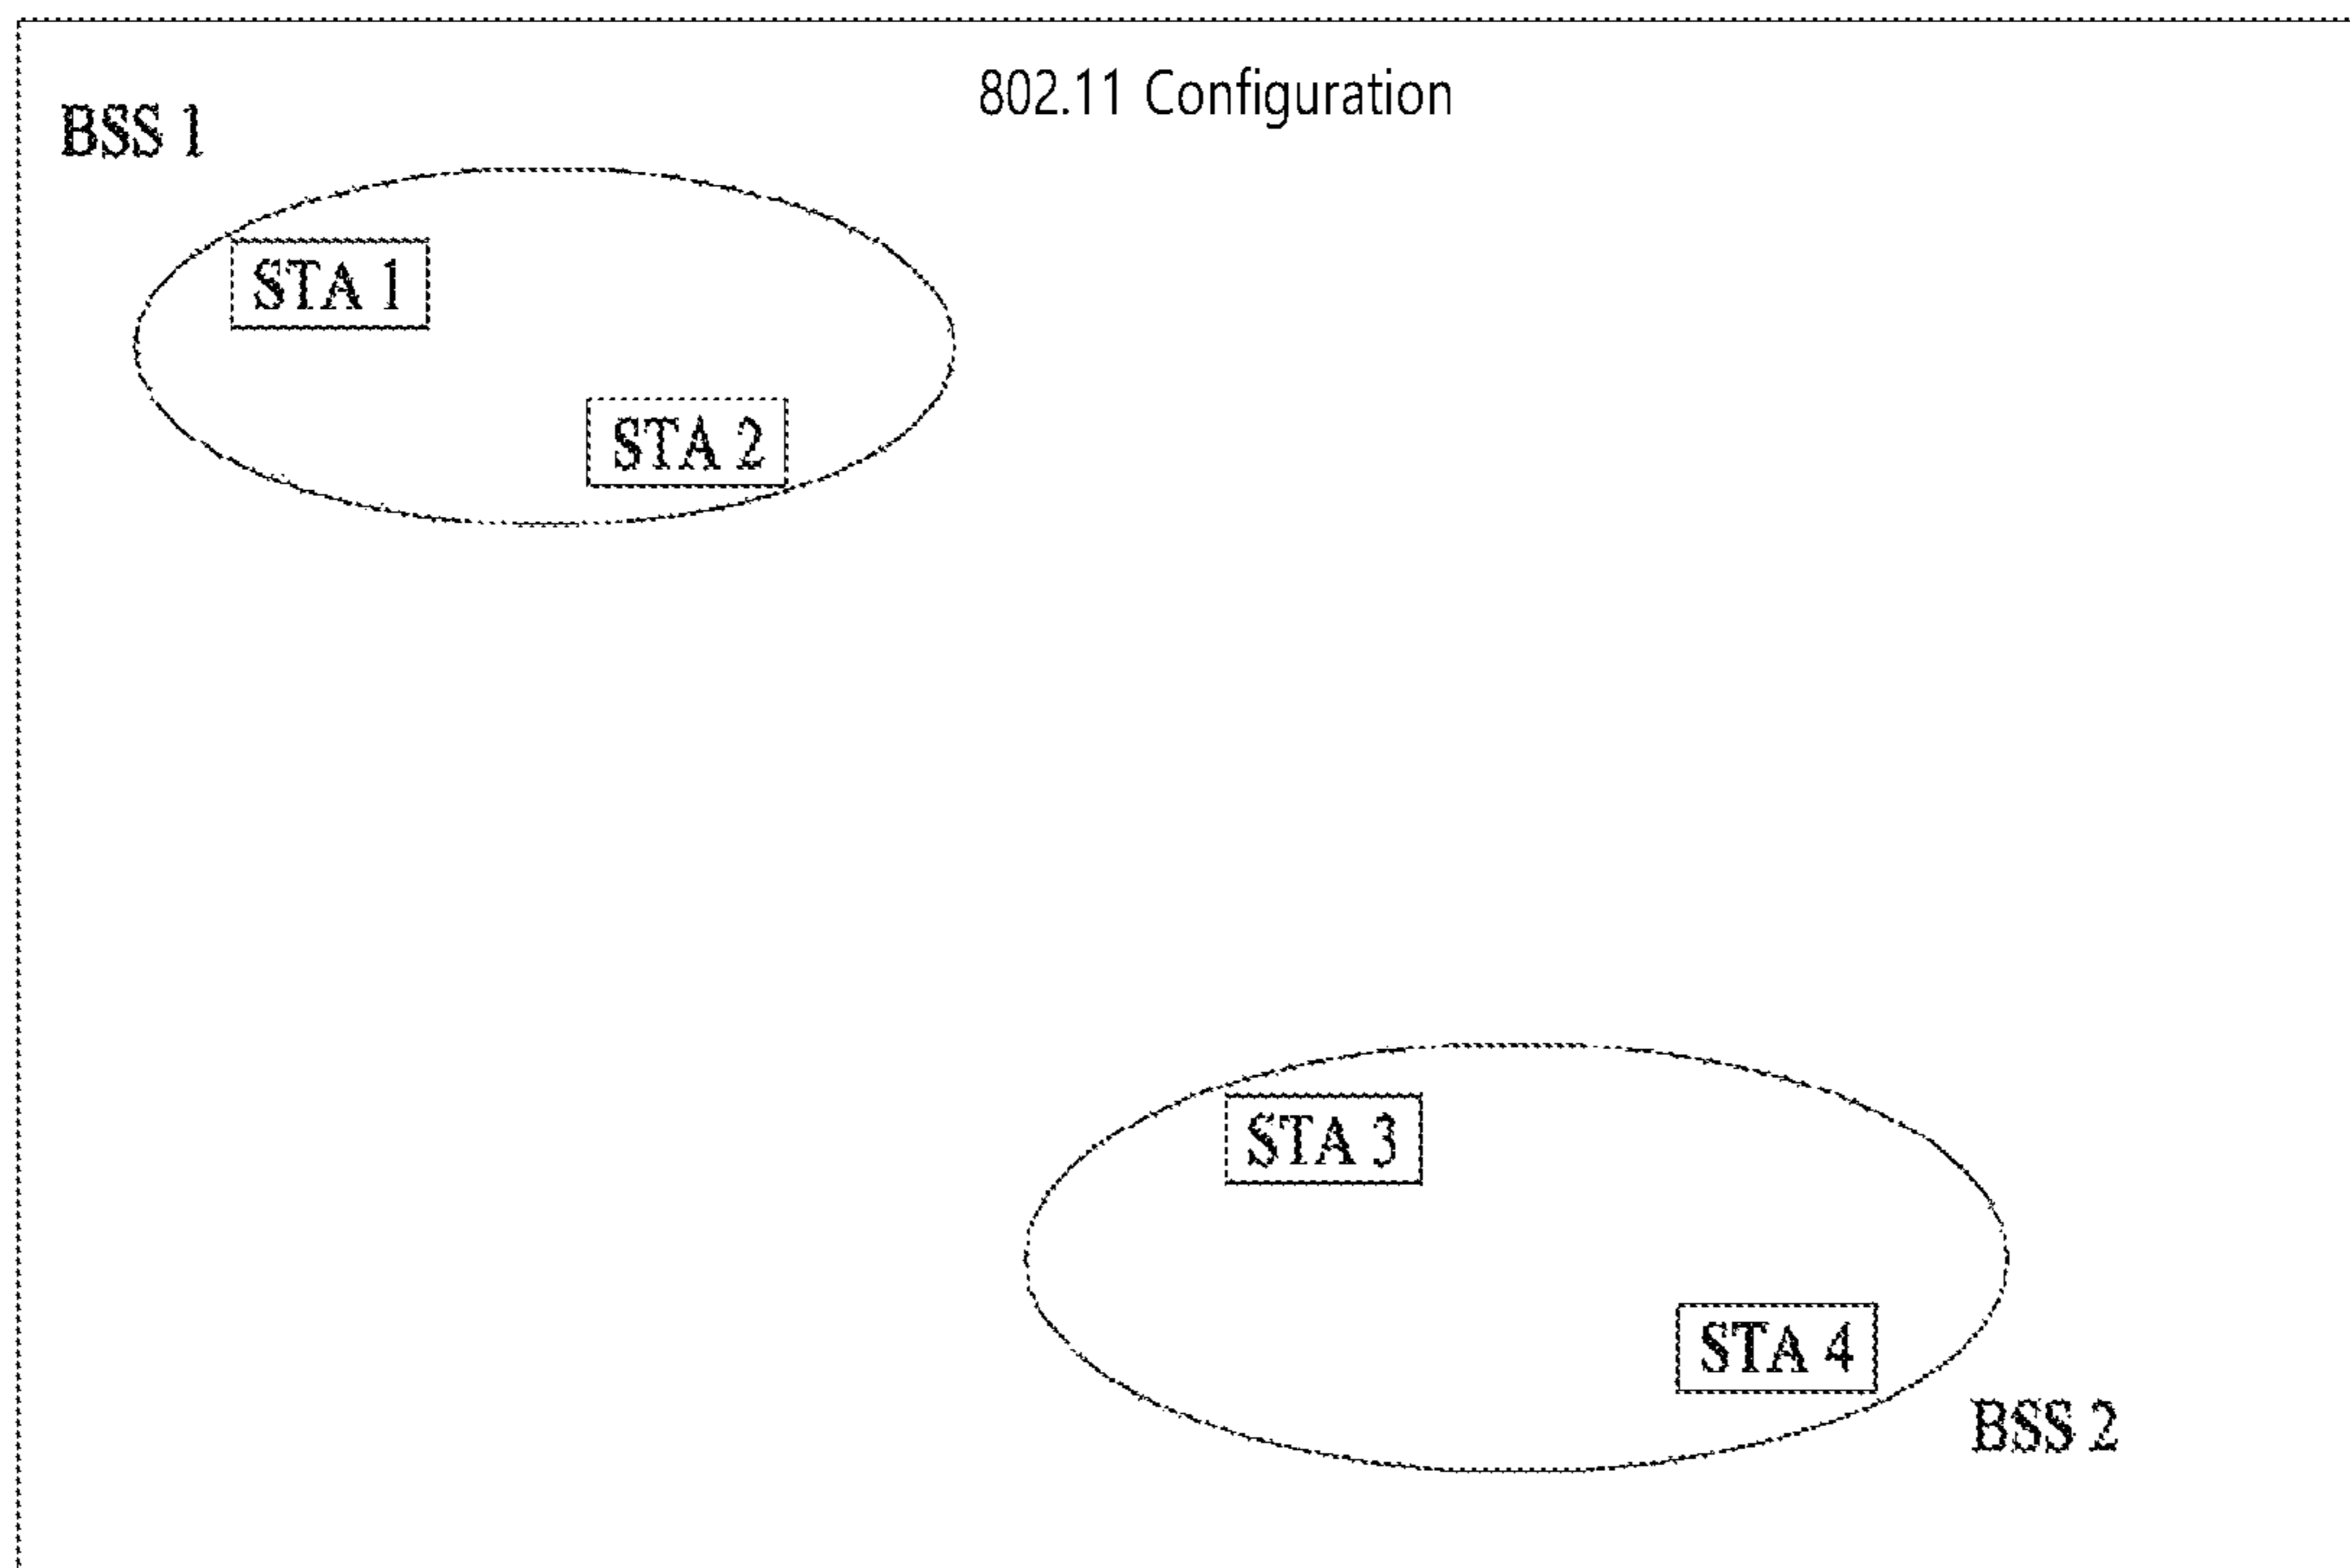 802.11 Configuration
BSS 1
STA 1
STA 2
STA 3
STA 4
BSS 2